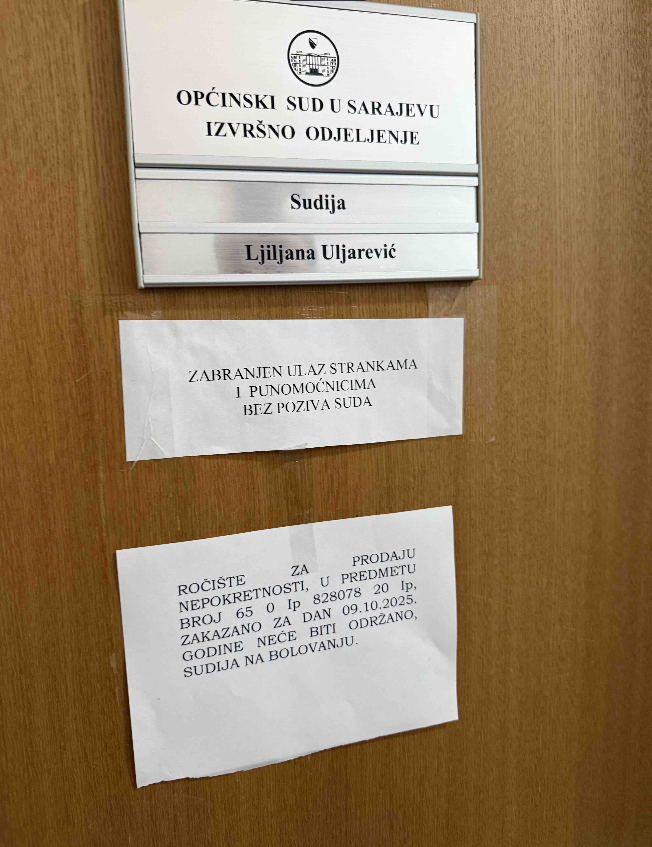 OPĆINSKI SUD U SARAJEVU
IZVRŠNO ODJELJENJE
Sudija
Ljiljana Uljarević
ZABRANJEN ULAZ STRANKAMA
I PUNOMOĆNICIMA
BEZ POZIVA SUDA
ROČIŠTE ZA PRODAJU
NEPOKRETNOSTI, U PREDMETU
BROJ 65 0 Ip 828078 20 Ip,
ZAKAZANO ZA DAN 09.10.2025.
GODINE NEĆE BITI ODRŽANO,
SUDIJA NA BOLOVANJU.